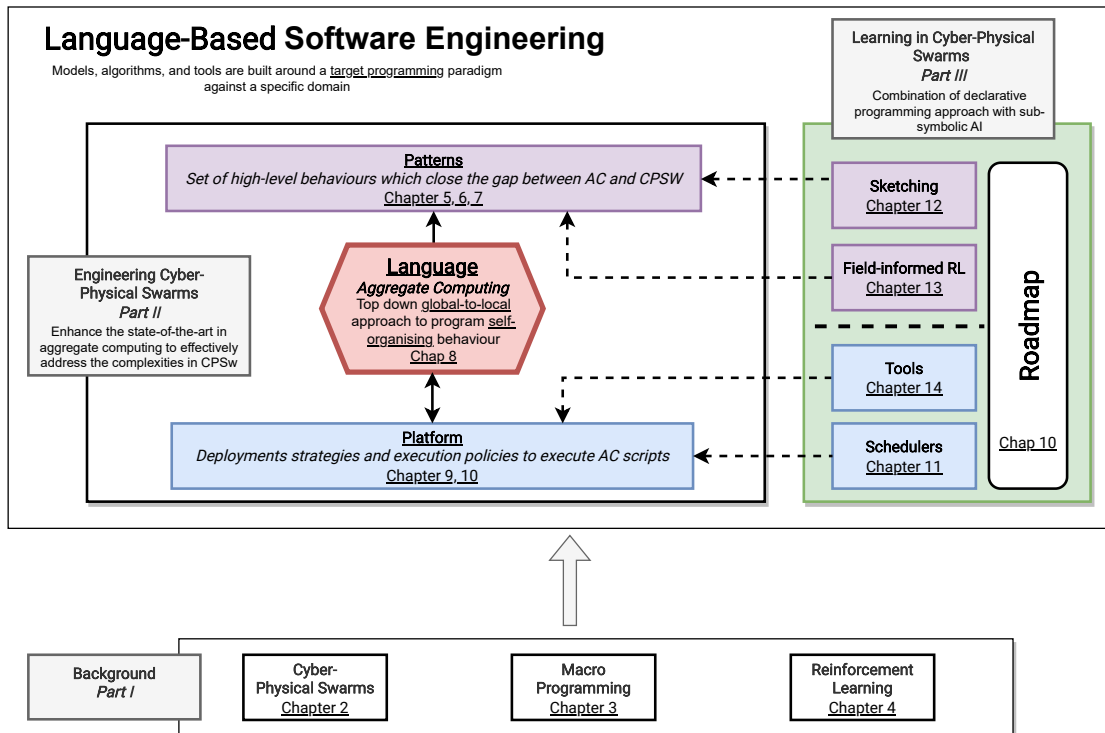 Language-Based Software Engineering
Models, algorithms, and tools are built around a target programming paradigm
against a specific domain
Learning in Cyber-Physical
Swarms
Part III
Combination of declarative
programming approach with sub-
symbolic AI
Patterns
Set of high-level behaviours which close the gap between AC and CPSW
Chapter 5, 6, 7
Engineering Cyber-
Physical Swarms
Part II
Enhance the state-of-the-art in
aggregate computing to effectively
address the complexities in CPSw
Language
Aggregate Computing
Top down global-to-local
approach to program self-
organising behaviour
Chap 8
Platform
Deployments strategies and execution policies to execute AC scripts
Chapter 9, 10
Sketching
Chapter 12
Field-informed RL
Chapter 13
Tools
Chapter 14
Schedulers
Chapter 11
Roadmap
Chap 10
Background
Part I
Cyber-
Physical Swarms
Chapter 2
Macro
Programming
Chapter 3
Reinforcement
Learning
Chapter 4